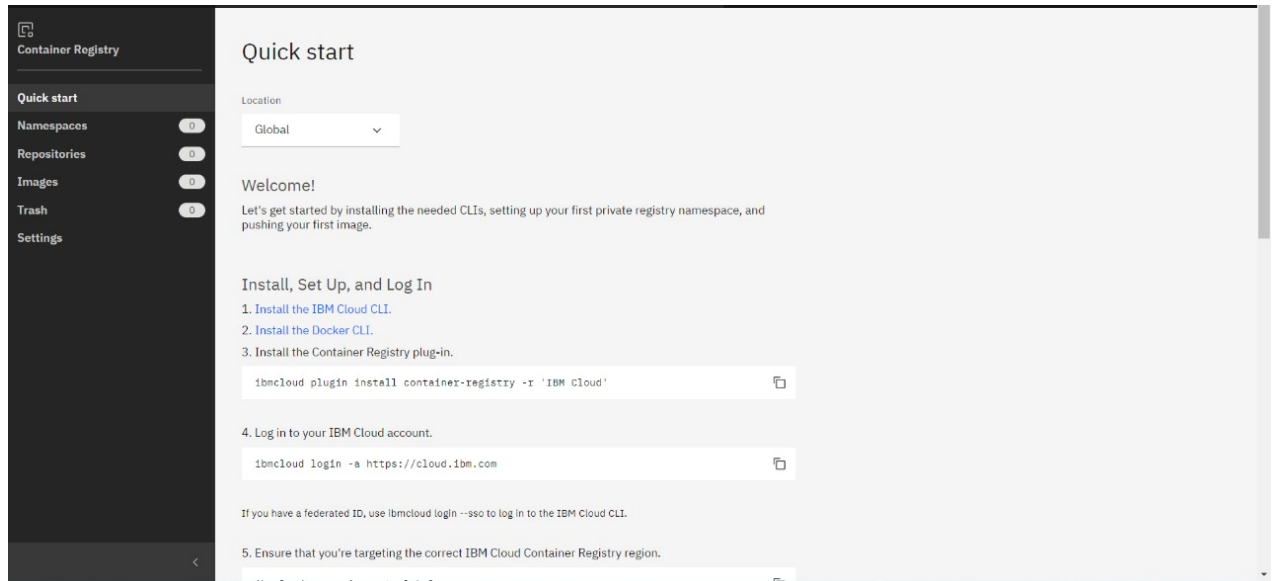 Container Registry
Quick start
Namespaces 0
Repositories 0
Images 0
Trash 0
Settings
Quick start
Location
Global
Welcome!
Let's get started by installing the needed CLIs, setting up your first private registry namespace, and
pushing your first image.
Install, Set Up, and Log In
1. Install the IBM Cloud CLI.
2. Install the Docker CLI.
3. Install the Container Registry plug-in.
ibmcloud plugin install container-registry -r 'IBM Cloud'
4. Log in to your IBM Cloud account.
ibmcloud login -a https://cloud.ibm.com
If you have a federated ID, use ibmcloud login --sso to log in to the IBM Cloud CLI.
5. Ensure that you're targeting the correct IBM Cloud Container Registry region.